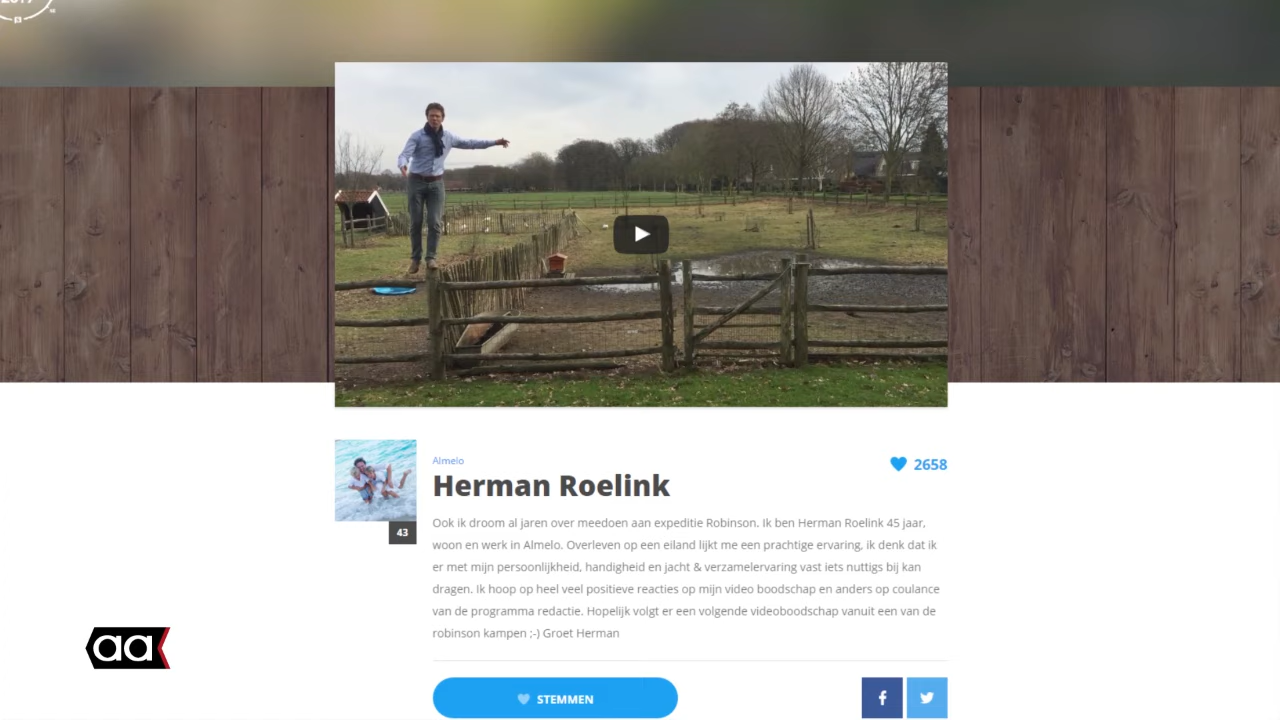 2017
Almelo
2658
Herman Roelink
Ook ik droom al jaren over meedoen aan expeditie Robinson. Ik ben Herman Roelink 45 jaar,
woon en werk in Almelo. Overleven op een eiland lijkt me een prachtige ervaring, ik denk dat ik
er met mijn persoonlijkheid, handigheid en jacht & verzamelervaring vast iets nuttigs bij kan
dragen. Ik hoop op heel veel positieve reacties op mijn video boodschap en anders op coulance
van de programma redactie. Hopelijk volgt er een volgende videoboodschap vanuit een van de
robinson kampen ;-) Groet Herman
43
aa
STEMMEN